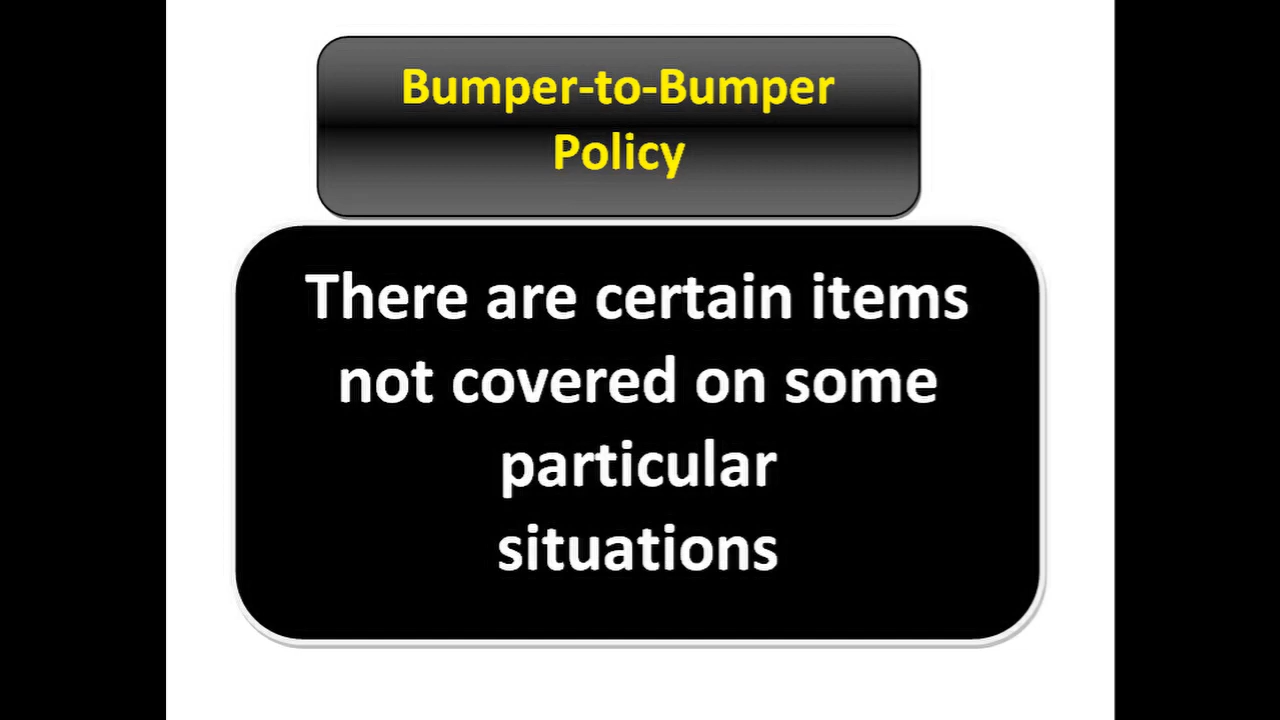 Bumper-to-Bumper
Policy
There are certain items
not covered on some
particular
situations